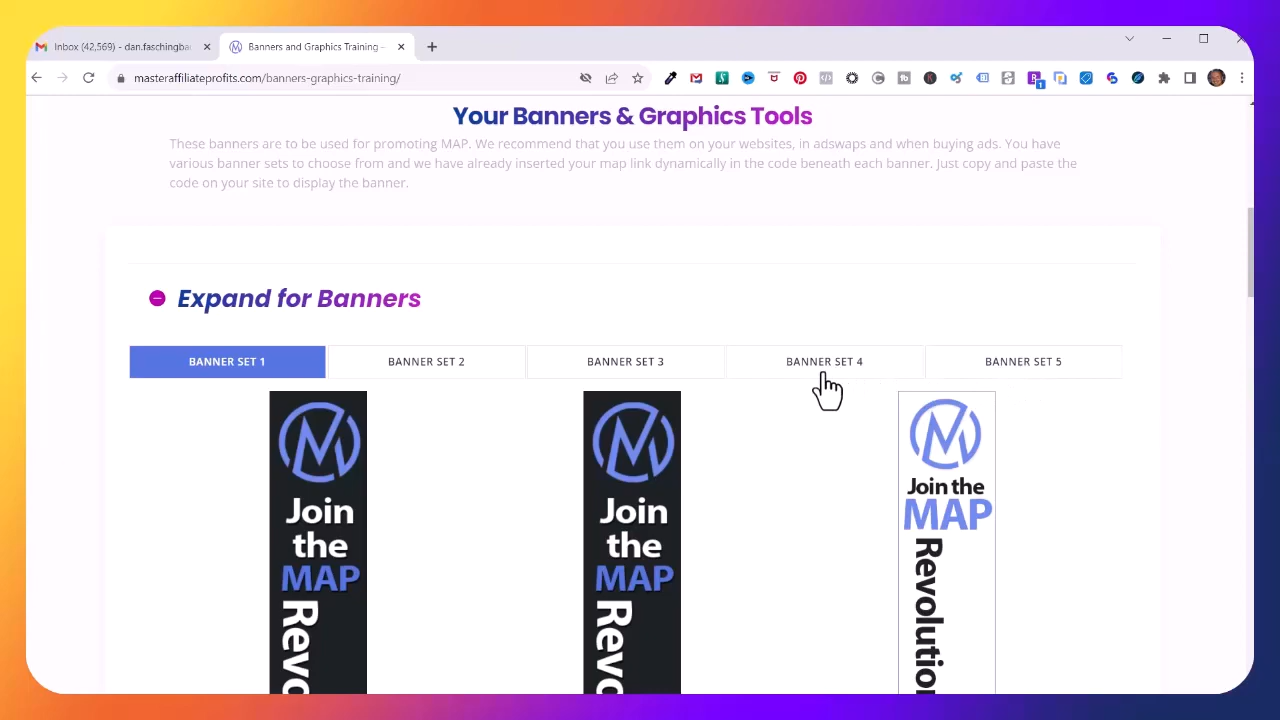 Inbox (42,569) - dan.faschingba
Banners and Graphics Training –
masteraffiliateprofits.com/banners-graphics-training/
Your Banners & Graphics Tools
These banners are to be used for promoting MAP. We recommend that you use them on your websites, in adswaps and when buying ads. You have
various banner sets to choose from and we have already inserted your map link dynamically in the code beneath each banner. Just copy and paste the
code on your site to display the banner.
Expand for Banners
BANNER SET 1
BANNER SET 2
BANNER SET 3
BANNER SET 4
BANNER SET 5
Join
the
MAP
Revo
Join
the
MAP
Revo
Join the
MAP
Revolution